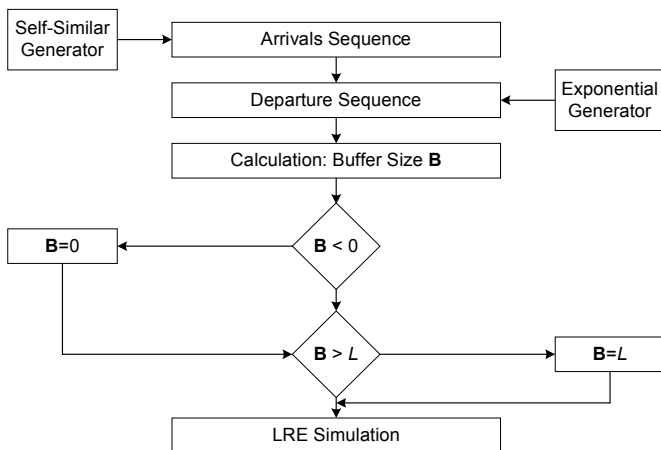 Self-Similar
Generator
Arrivals Sequence
Departure Sequence
Exponential
Generator
Calculation: Buffer Size B
B=0
B < 0
B > L
B=L
LRE Simulation